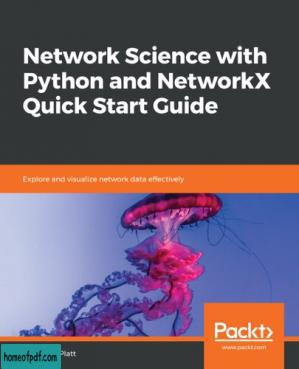 Network Science with
Python and NetworkX
Quick Start Guide
Explore and visualize network data effectively
Packt>
www.packt.com
Platt
homeofpdf.com